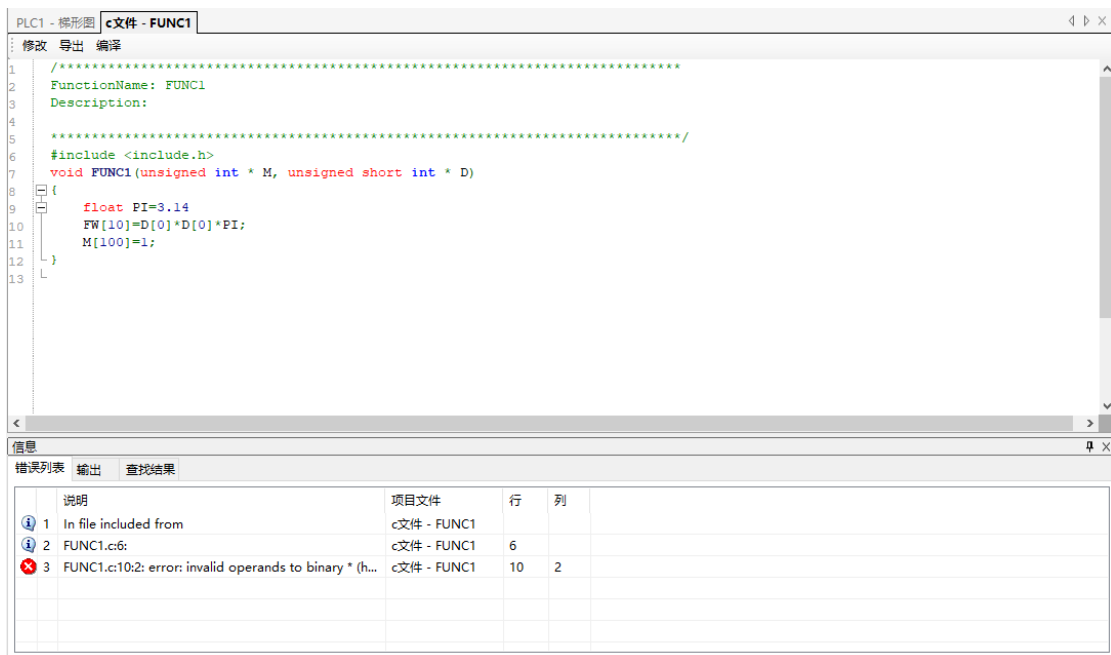 PLC1 - 梯形图 c文件 - FUNC1
修改 导出 编译
1 /*****************************************************************************
2 FunctionName: FUNC1
3 Description:
4
5 ******************************************************************************/
6 #include <include.h>
7 void FUNC1(unsigned int * M, unsigned short int * D)
8 {
9 float PI=3.14
10 FW[10]=D[0]*D[0]*PI;
11 M[100]=1;
12 }
13
信息
错误列表 输出 查找结果
说明 项目文件 行 列
1 In file included from c文件 - FUNC1
2 FUNC1.c:6: c文件 - FUNC1 6
3 FUNC1.c:10:2: error: invalid operands to binary * (h... c文件 - FUNC1 10 2